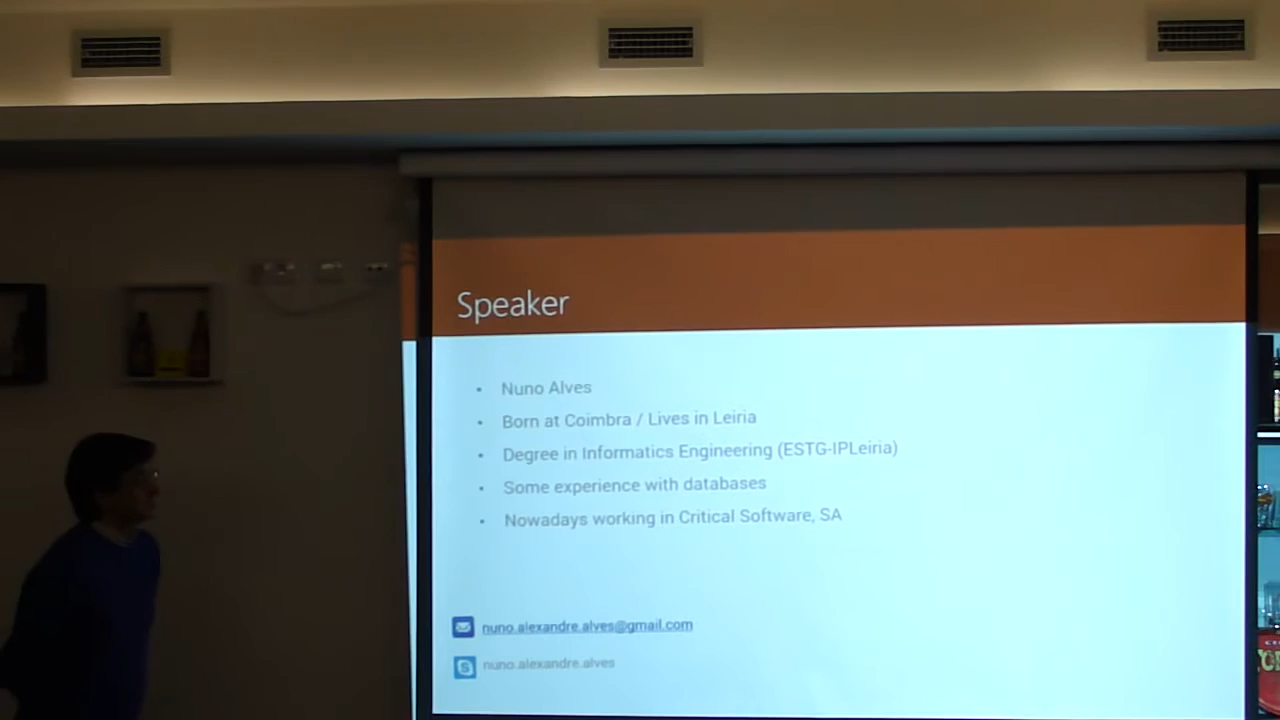 Speaker
• Nuno Alves
• Born at Coimbra / Lives in Leiria
• Degree in Informatics Engineering (ESTG-IPLeiria)
• Some experience with databases
• Nowadays working in Critical Software, SA
nuno.alexandre.alves@gmail.com
nuno.alexandre.alves